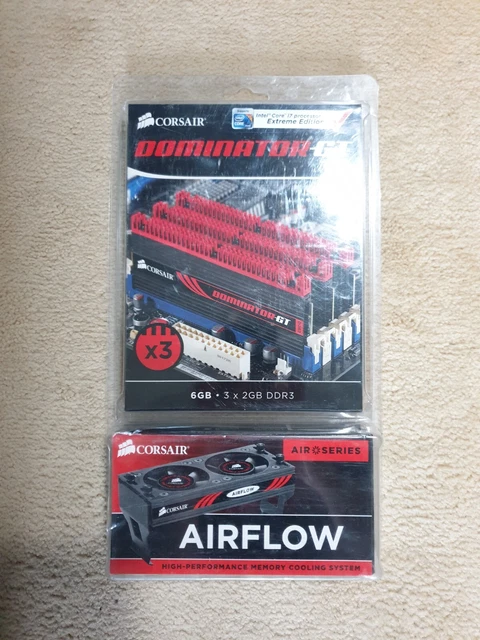 CORSAIR
Intel® Core™ i7 processor
Extreme Edition
DOMINATOR-GT
CORSAIR
DOMINATOR-GT
x3
6GB • 3 x 2GB DDR3
CORSAIR
AIR SERIES
AIRFLOW
CORSAIR
AIRFLOW
HIGH-PERFORMANCE MEMORY COOLING SYSTEM